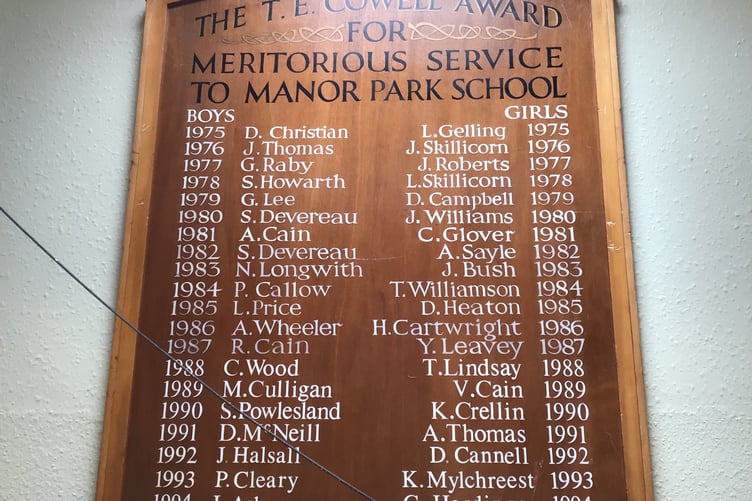 THE T. E. COWELL AWARD
FOR
MERITORIOUS SERVICE
TO MANOR PARK SCHOOL
BOYS GIRLS
1975 D. Christian L.Gelling 1975
1976 J.Thomas J.Skillicorn 1976
1977 G.Raby J.Roberts 1977
1978 S.Howarth L.Skillicorn 1978
1979 G.Lee D.Campbell 1979
1980 S.Devereau J.Williams 1980
1981 A.Cain C.Glover 1981
1982 S.Devereau A.Sayle 1982
1983 N.Longwith J.Bush 1983
1984 P.Callow T.Williamson 1984
1985 L.Price D.Heaton 1985
1986 A.Wheeler H.Cartwright 1986
1987 R.Cain Y.Leavey 1987
1988 C.Wood T.Lindsay 1988
1989 M.Culligan V.Cain 1989
1990 S.Powlesland K.Crellin 1990
1991 D.McNeill A.Thomas 1991
1992 J.Halsall D.Cannell 1992
1993 P.Cleary K.Mylchreest 1993
1994 1994